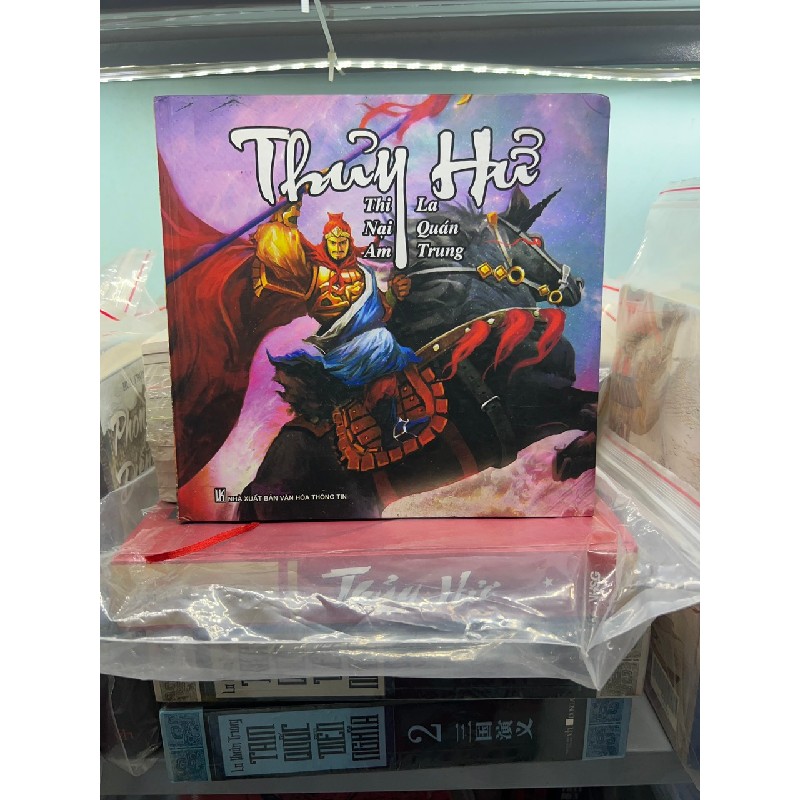 Thủy Hử
Thi
Nại
Am
La
Quán
Trung
NHÀ XUẤT BẢN VĂN HÓA THÔNG TIN
Thủy Hử
La Quán Trung
TAM
QUỐC
DIỄN
NGHĨA
2
三国演义